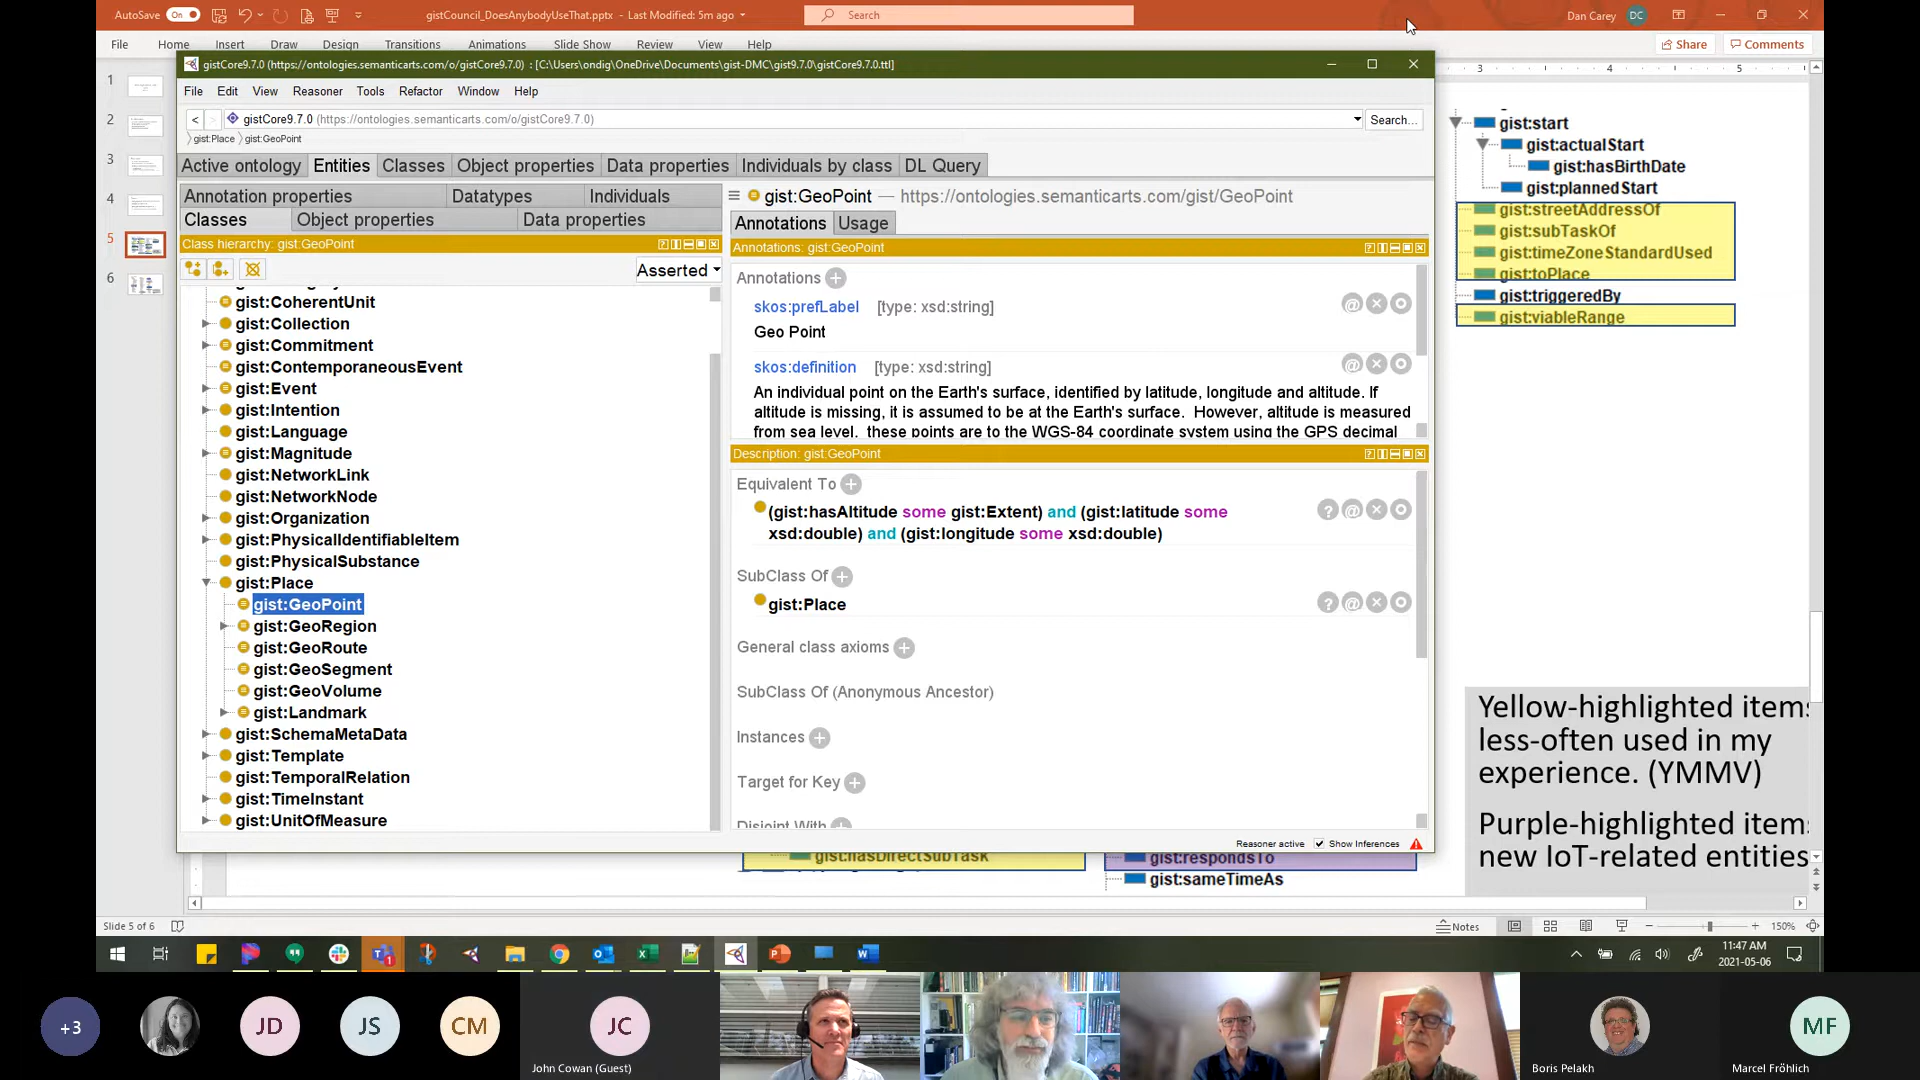 AutoSave On gistCouncil_DoesAnybodyUseThat.pptx - Last Modified: 5m ago Search Dan Carey DC
File Home Insert Draw Design Transitions Animations Slide Show Review View Help Share Comments
gistCore9.7.0 (https://ontologies.semanticarts.com/o/gistCore9.7.0) : [C:\Users\ondig\OneDrive\Documents\gist-DMC\gist9.7.0\gistCore9.7.0.ttl]
File Edit View Reasoner Tools Refactor Window Help
gistCore9.7.0 (https://ontologies.semanticarts.com/o/gistCore9.7.0) Search...
gist:Place gist:GeoPoint
Active ontology Entities Classes Object properties Data properties Individuals by class DL Query
Annotation properties Datatypes Individuals
Classes Object properties Data properties
Class hierarchy: gist:GeoPoint
Asserted
gist:CoherentUnit
gist:Collection
gist:Commitment
gist:ContemporaneousEvent
gist:Event
gist:Intention
gist:Language
gist:Magnitude
gist:NetworkLink
gist:NetworkNode
gist:Organization
gist:PhysicalIdentifiableItem
gist:PhysicalSubstance
gist:Place
gist:GeoPoint
gist:GeoRegion
gist:GeoRoute
gist:GeoSegment
gist:GeoVolume
gist:Landmark
gist:SchemaMetaData
gist:Template
gist:TemporalRelation
gist:TimeInstant
gist:UnitOfMeasure
gist:GeoPoint — https://ontologies.semanticarts.com/gist/GeoPoint
Annotations Usage
Annotations: gist:GeoPoint
Annotations
skos:prefLabel [type: xsd:string]
Geo Point
skos:definition [type: xsd:string]
An individual point on the Earth's surface, identified by latitude, longitude and altitude. If
altitude is missing, it is assumed to be at the Earth's surface. However, altitude is measured
from sea level. these points are to the WGS-84 coordinate system using the GPS decimal
Description: gist:GeoPoint
Equivalent To
(gist:hasAltitude some gist:Extent) and (gist:latitude some
xsd:double) and (gist:longitude some xsd:double)
SubClass Of
gist:Place
General class axioms
SubClass Of (Anonymous Ancestor)
Instances
Target for Key
Disjoint With
Reasoner active Show Inferences
1
2
3
4
5
6
3 4 5
gist:start
gist:actualStart
gist:hasBirthDate
gist:plannedStart
gist:streetAddressOf
gist:subTaskOf
gist:timeZoneStandardUsed
gist:toPlace
gist:triggeredBy
gist:viableRange
Yellow-highlighted items
less-often used in my
experience. (YMMV)
Purple-highlighted items
new IoT-related entities
gist:hasDirectSubTask
gist:respondsTo
gist:sameTimeAs
Slide 5 of 6 Notes 150%
11:47 AM
2021-05-06
+3 JD JS CM JC MF
John Cowan (Guest) Boris Pelakh Marcel Fröhlich